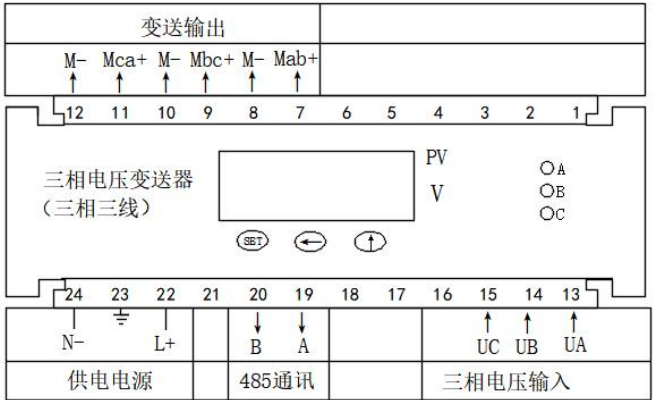 变送输出
M- Mca+ M- Mbc+ M- Mab+
12 11 10 9 8 7 6 5 4 3 2 1
三相电压变送器
（三相三线）
PV
V
A
B
C
SET
24 23 22 21 20 19 18 17 16 15 14 13
N- L+ B A UC UB UA
供电电源 485通讯 三相电压输入